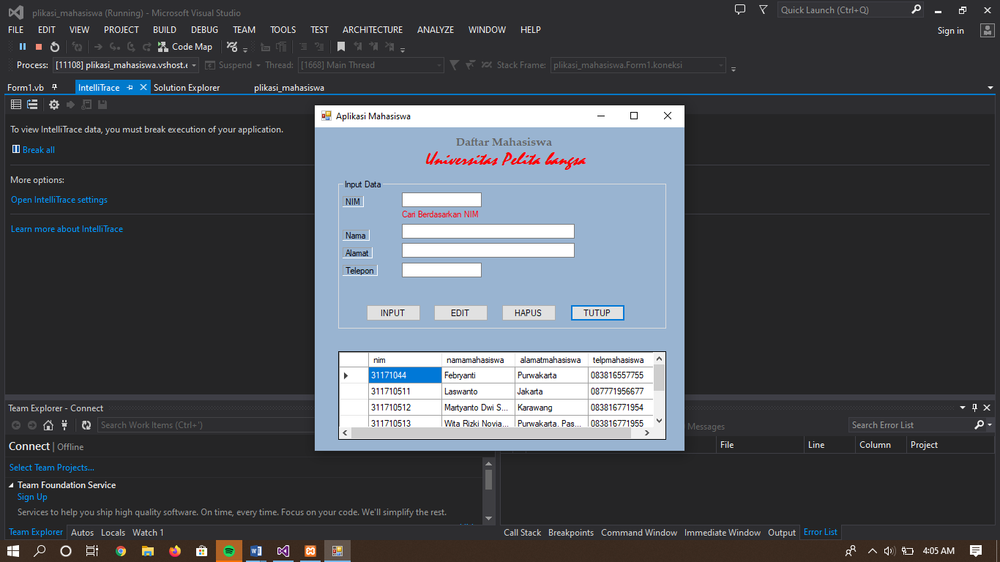 plikasi_mahasiswa (Running) - Microsoft Visual Studio
Quick Launch (Ctrl+Q)
FILE EDIT VIEW PROJECT BUILD DEBUG TEAM TOOLS TEST ARCHITECTURE ANALYZE WINDOW HELP
Sign in
Code Map
Process: [11108] plikasi_mahasiswa.vshost.e Suspend Thread: [1668] Main Thread Stack Frame: plikasi_mahasiswa.Form1.koneksi
Form1.vb IntelliTrace Solution Explorer plikasi_mahasiswa
To view IntelliTrace data, you must break execution of your application.
Break all
More options:
Open IntelliTrace settings
Learn more about IntelliTrace
Aplikasi Mahasiswa
Daftar Mahasiswa
Universitas Pelita bangsa
Input Data
NIM
Cari Berdasarkan NIM
Nama
Alamat
Telepon
INPUT EDIT HAPUS TUTUP
nim namamahasiswa alamatmahasiswa telpmahasiswa
31171044 Febryanti Purwakarta 083816557755
311710511 Laswanto Jakarta 087771956677
311710512 Martyanto Dwi S... Karawang 083816771954
311710513 Wita Rizki Novia... Purwakarta, Pas... 083816771955
Team Explorer - Connect
Search Work Items (Ctrl+')
Connect | Offline
Select Team Projects...
Team Foundation Service
Sign Up
Services to help you ship high quality software. On time, every time. Focus on your code. We'll simplify the rest.
Team Explorer Autos Locals Watch 1
Messages
Search Error List
File Line Column Project
Call Stack Breakpoints Command Window Immediate Window Output Error List
4:05 AM